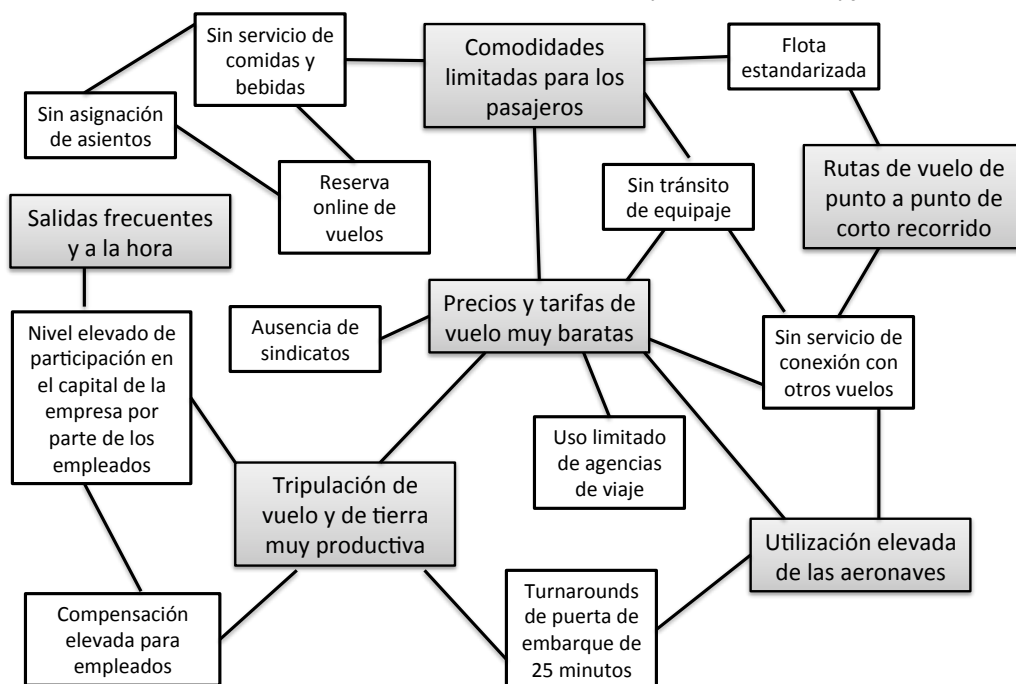 Sin servicio de
comidas y
bebidas
Comodidades
limitadas para los
pasajeros
Flota
estandarizada
Sin asignación
de asientos
Reserva
online de
vuelos
Sin tránsito
de equipaje
Rutas de vuelo de
punto a punto de
corto recorrido
Salidas frecuentes
y a la hora
Precios y tarifas de
vuelo muy baratas
Ausencia de
sindicatos
Nivel elevado de
participación en
el capital de la
empresa por
parte de los
empleados
Sin servicio de
conexión con
otros vuelos
Uso limitado
de agencias
de viaje
Tripulación de
vuelo y de tierra
muy productiva
Utilización elevada
de las aeronaves
Turnarounds
de puerta de
embarque de
25 minutos
Compensación
elevada para
empleados